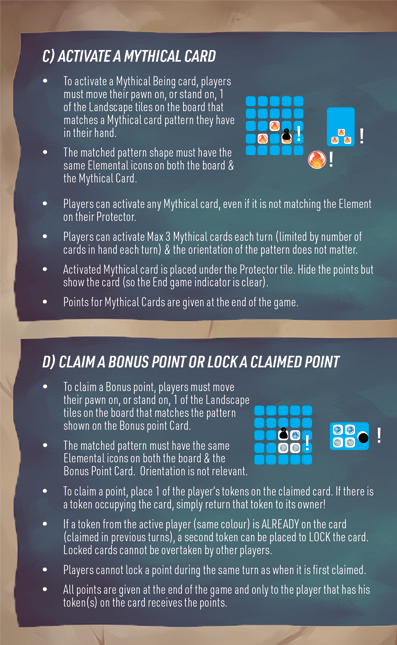 C) ACTIVATE A MYTHICAL CARD
• To activate a Mythical Being card, players
must move their pawn on, or stand on, 1
of the Landscape tiles on the board that
matches a Mythical card pattern they have
in their hand.
!
!
!
• The matched pattern shape must have the
same Elemental icons on both the board &
the Mythical Card.
• Players can activate any Mythical card, even if it is not matching the Element
on their Protector.
• Players can activate Max 3 Mythical cards each turn (limited by number of
cards in hand each turn) & the orientation of the pattern does not matter.
• Activated Mythical card is placed under the Protector tile. Hide the points but
show the card (so the End game indicator is clear).
• Points for Mythical Cards are given at the end of the game.
D) CLAIM A BONUS POINT OR LOCK A CLAIMED POINT
• To claim a Bonus point, players must move
their pawn on, or stand on, 1 of the Landscape
tiles on the board that matches the pattern
shown on the Bonus point Card.
!
!
• The matched pattern must have the same
Elemental icons on both the board & the
Bonus Point Card. Orientation is not relevant.
• To claim a point, place 1 of the player's tokens on the claimed card. If there is
a token occupying the card, simply return that token to its owner!
• If a token from the active player (same colour) is ALREADY on the card
(claimed in previous turns), a second token can be placed to LOCK the card.
Locked cards cannot be overtaken by other players.
• Players cannot lock a point during the same turn as when it is first claimed.
• All points are given at the end of the game and only to the player that has his
token(s) on the card receives the points.